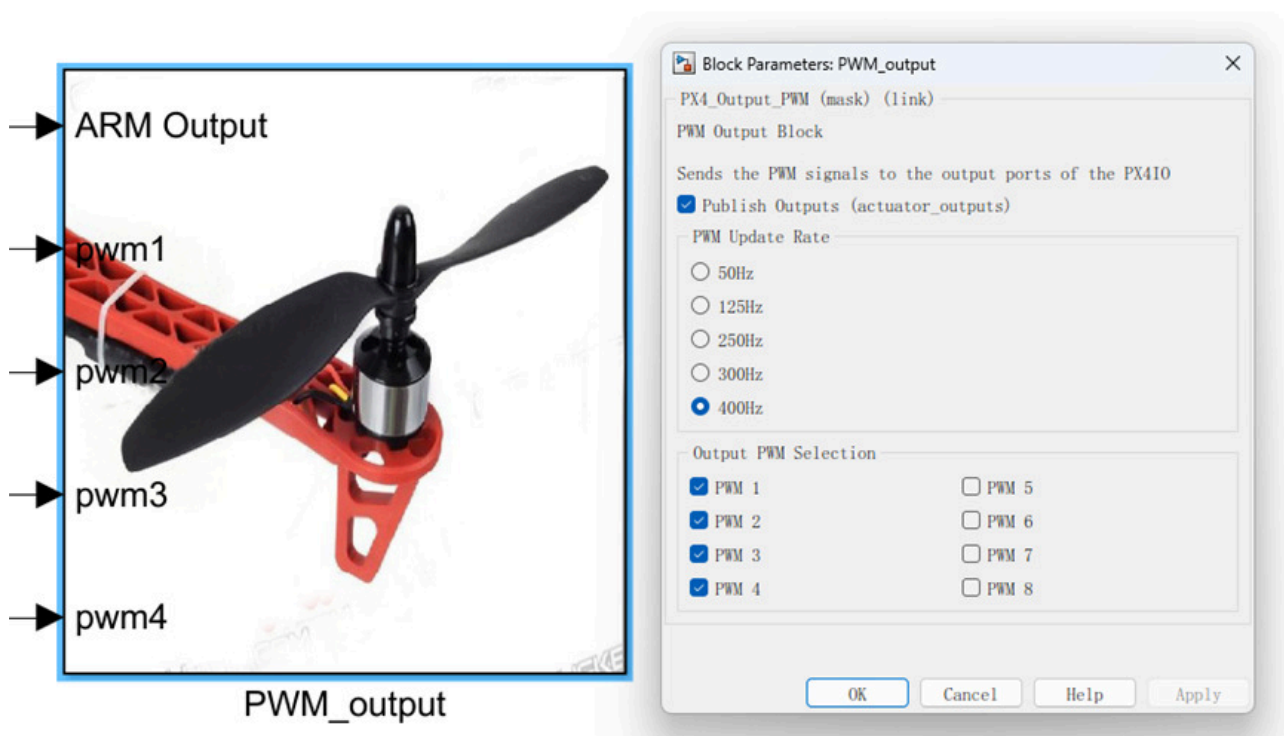 ARM Output
pwm1
pwm2
pwm3
pwm4
PWM_output
Block Parameters: PWM_output
PX4_Output_PWM (mask) (link)
PWM Output Block
Sends the PWM signals to the output ports of the PX4IO
Publish Outputs (actuator_outputs)
PWM Update Rate
50Hz
125Hz
250Hz
300Hz
400Hz
Output PWM Selection
PWM 1 PWM 5
PWM 2 PWM 6
PWM 3 PWM 7
PWM 4 PWM 8
OK Cancel Help Apply